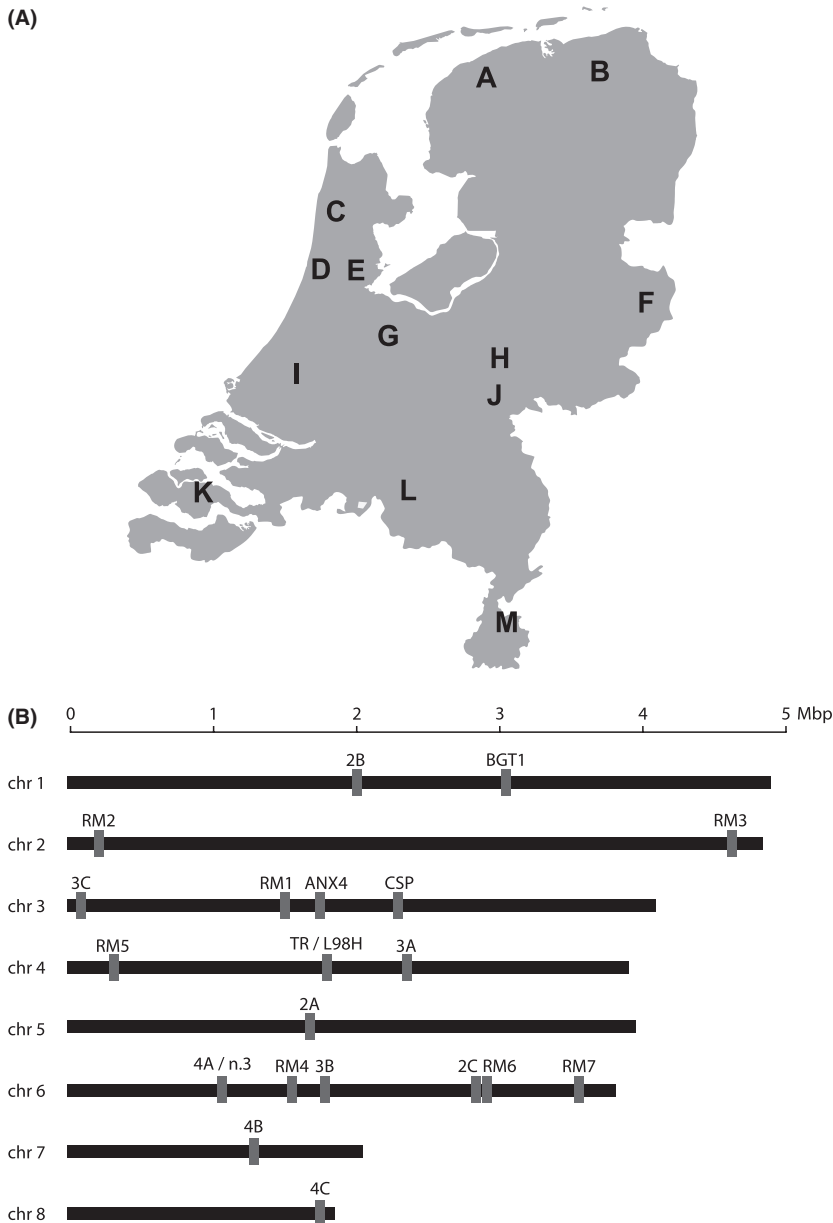 (A)
A B
C
D E
F
G
H
I
J
K
L
M
(B)
0 1 2 3 4 5 Mbp
2B BGT1
chr 1
RM2 RM3
chr 2
3C RM1 ANX4 CSP
chr 3
RM5 TR / L98H 3A
chr 4
2A
chr 5
4A / n.3 RM4 3B 2C RM6 RM7
chr 6
4B
chr 7
4C
chr 8